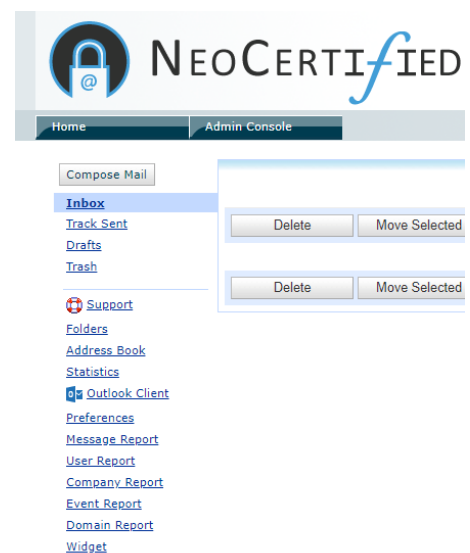 @ NEOCERTIFIED
Home Admin Console
Compose Mail
Inbox
Track Sent
Delete Move Selected
Drafts
Trash
Delete Move Selected
Support
Folders
Address Book
Statistics
Outlook Client
Preferences
Message Report
User Report
Company Report
Event Report
Domain Report
Widget